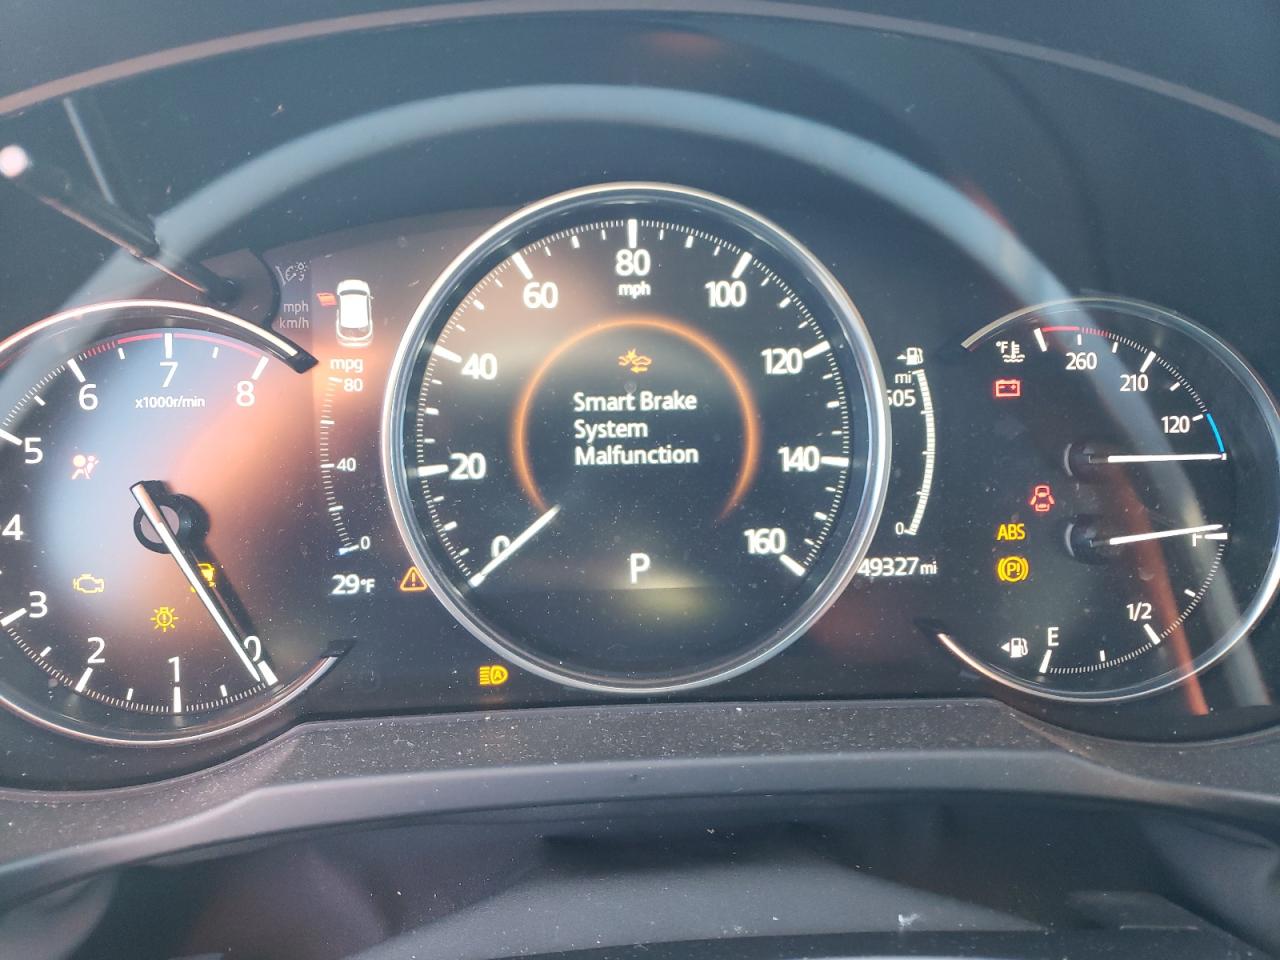 mph
km/h
mpg
80
40
0
29°F
8
7
6
5
4
3
2
1
0
x1000r/min
0
20
40
60
80
mph
100
120
140
160
Smart Brake
System
Malfunction
P
A
mi
505
0
49327 mi
°F
260
210
120
ABS
(P!)
F
1/2
E